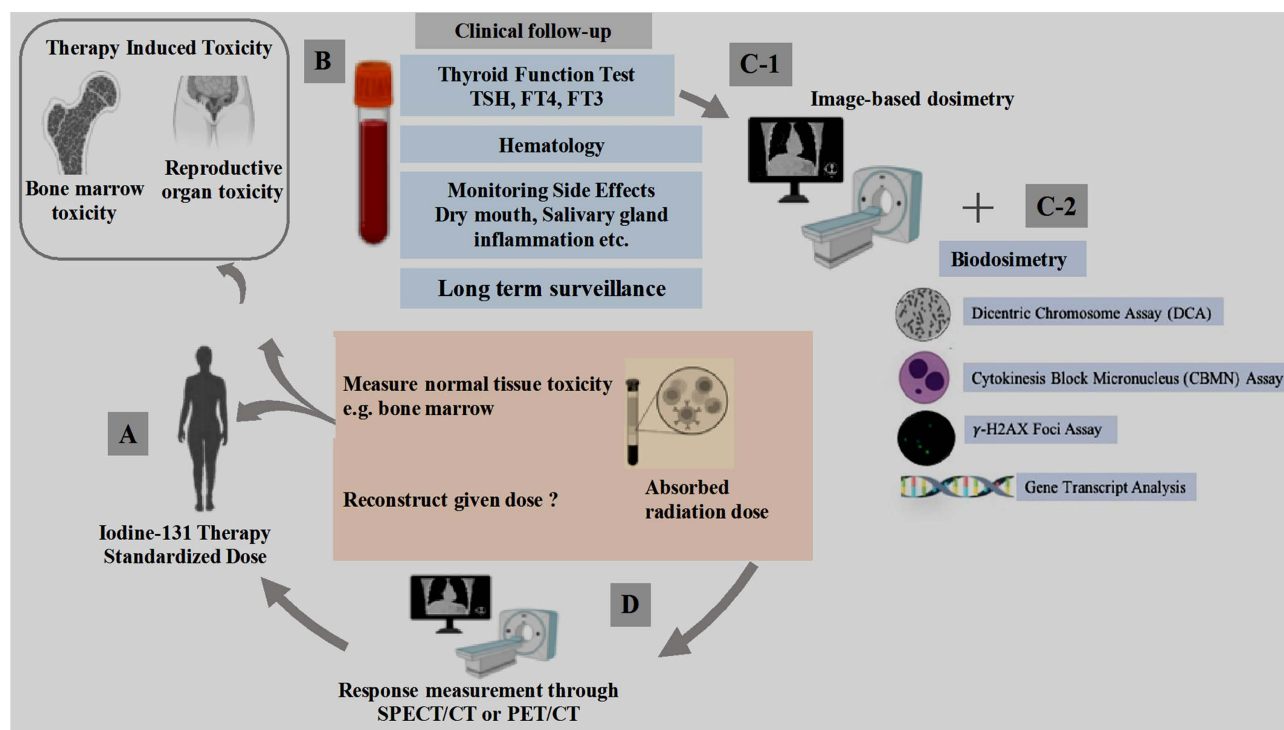 Therapy Induced Toxicity
Bone marrow
toxicity
Reproductive
organ toxicity
B
Clinical follow-up
Thyroid Function Test
TSH, FT4, FT3
Hematology
Monitoring Side Effects
Dry mouth, Salivary gland
inflammation etc.
Long term surveillance
C-1
Image-based dosimetry
+
C-2
Biodosimetry
Dicentric Chromosome Assay (DCA)
Cytokinesis Block Micronucleus (CBMN) Assay
γ-H2AX Foci Assay
Gene Transcript Analysis
A
Iodine-131 Therapy
Standardized Dose
Measure normal tissue toxicity
e.g. bone marrow
Reconstruct given dose ?
Absorbed
radiation dose
D
Response measurement through
SPECT/CT or PET/CT